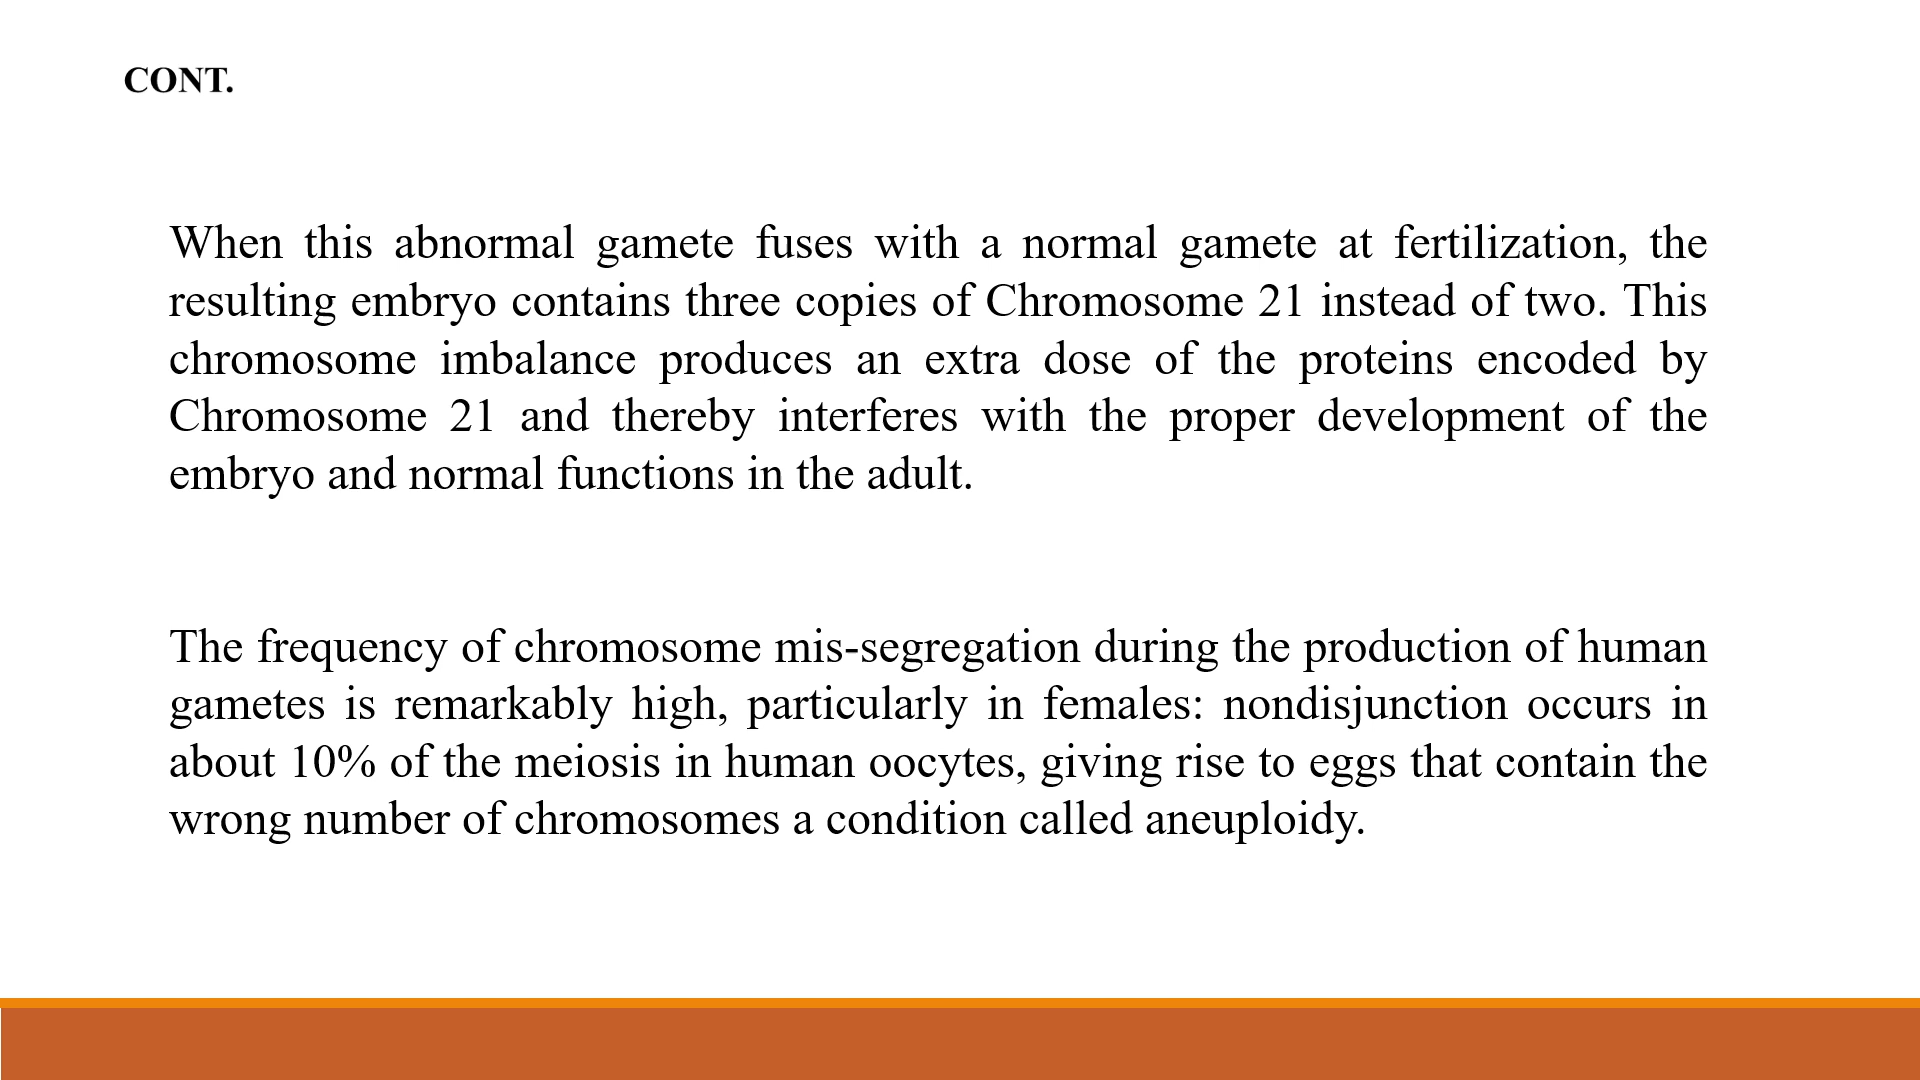 CONT.
When this abnormal gamete fuses with a normal gamete at fertilization, the
resulting embryo contains three copies of Chromosome 21 instead of two. This
chromosome imbalance produces an extra dose of the proteins encoded by
Chromosome 21 and thereby interferes with the proper development of the
embryo and normal functions in the adult.
The frequency of chromosome mis-segregation during the production of human
gametes is remarkably high, particularly in females: nondisjunction occurs in
about 10% of the meiosis in human oocytes, giving rise to eggs that contain the
wrong number of chromosomes a condition called aneuploidy.